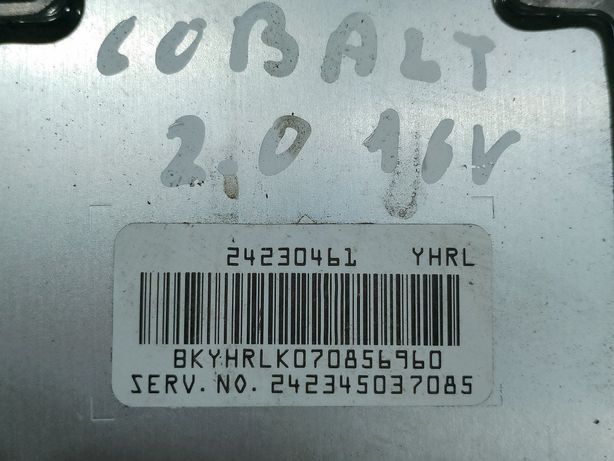 COBALT
2.0 16V
24230461 YHRL
BKYHRLK070856960
SERV.NO.242345037085